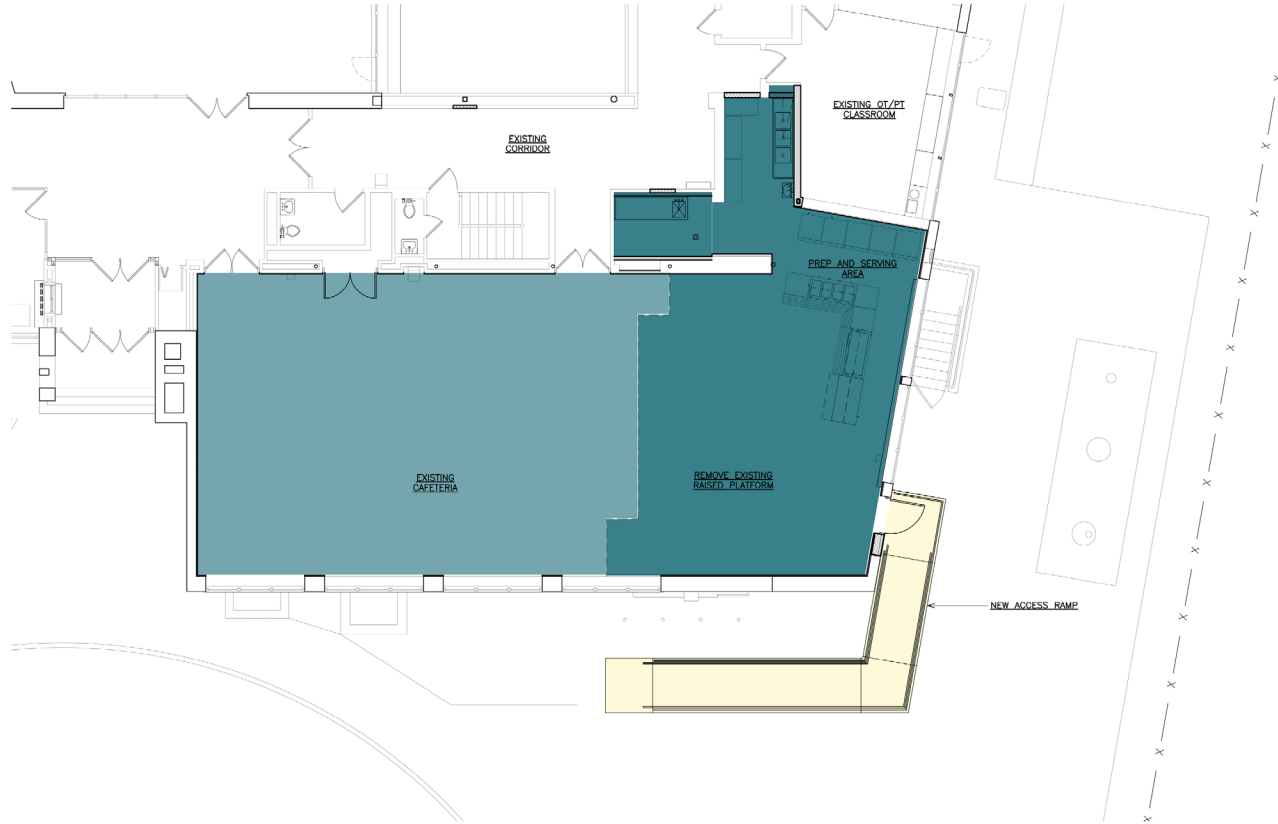 EXISTING OT/PT
CLASSROOM
EXISTING
CORRIDOR
PREP AND SERVING
AREA
EXISTING
CAFETERIA
REMOVE EXISTING
RAISED PLATFORM
NEW ACCESS RAMP